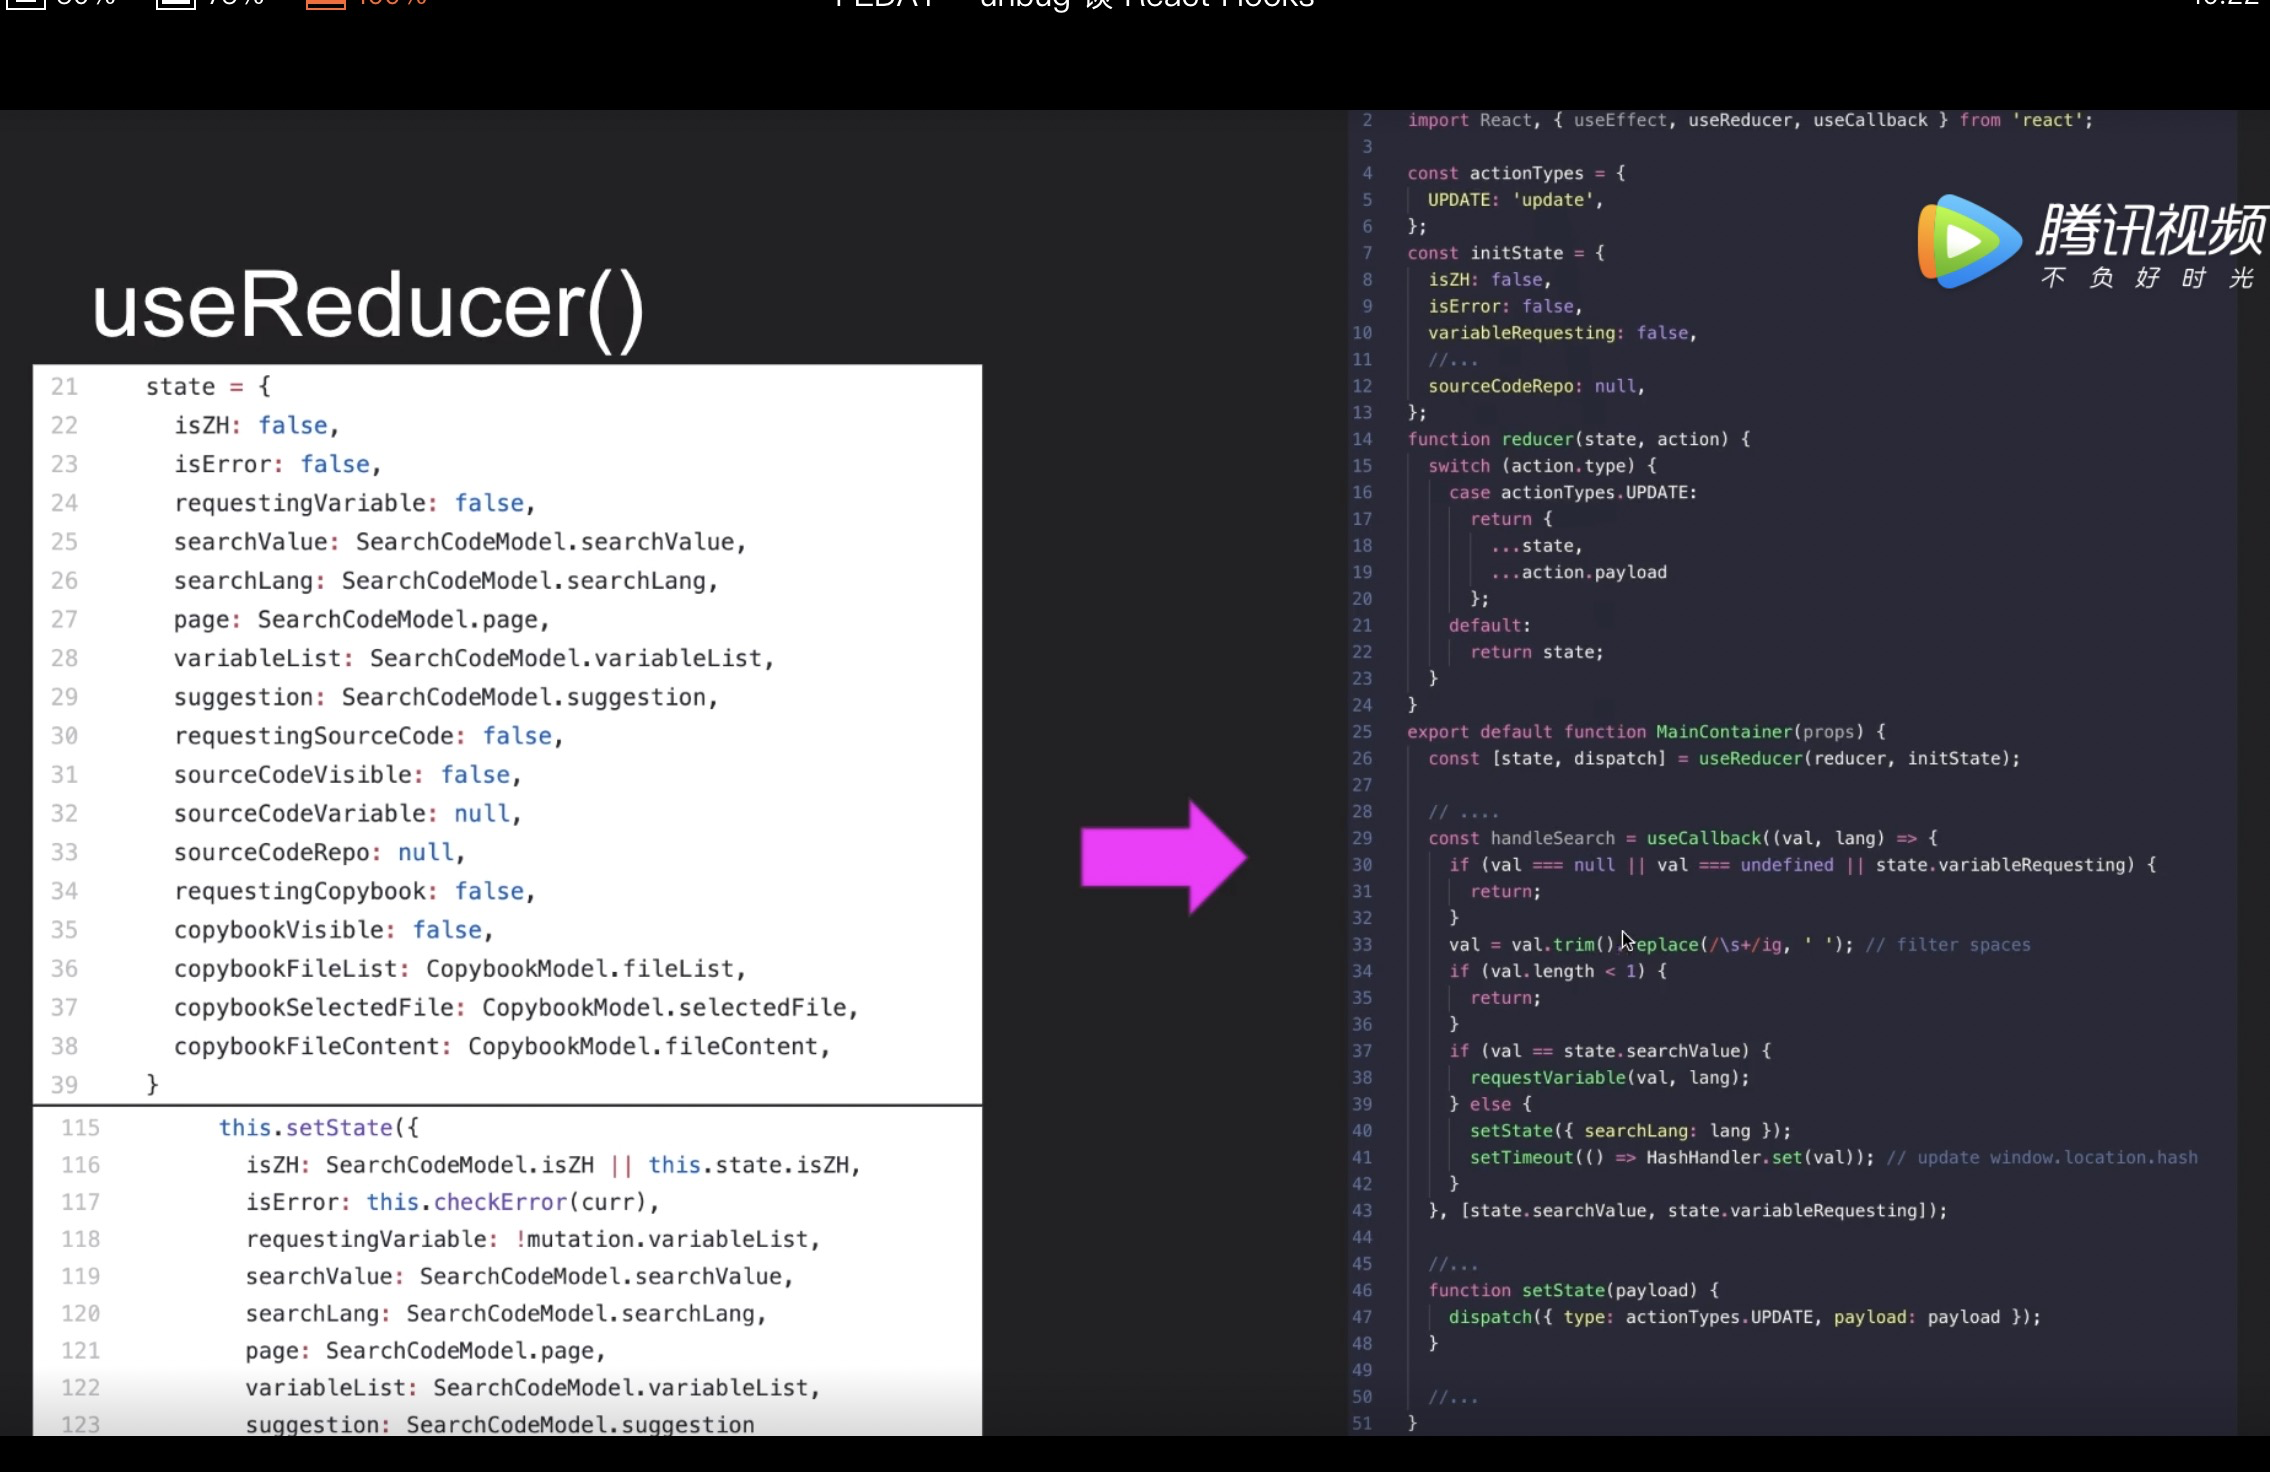 unbug 谈 React Hooks
useReducer()
21 state = {
22 isZH: false,
23 isError: false,
24 requestingVariable: false,
25 searchValue: SearchCodeModel.searchValue,
26 searchLang: SearchCodeModel.searchLang,
27 page: SearchCodeModel.page,
28 variableList: SearchCodeModel.variableList,
29 suggestion: SearchCodeModel.suggestion,
30 requestingSourceCode: false,
31 sourceCodeVisible: false,
32 sourceCodeVariable: null,
33 sourceCodeRepo: null,
34 requestingCopybook: false,
35 copybookVisible: false,
36 copybookFileList: CopybookModel.fileList,
37 copybookSelectedFile: CopybookModel.selectedFile,
38 copybookFileContent: CopybookModel.fileContent,
39 }
115 this.setState({
116 isZH: SearchCodeModel.isZH || this.state.isZH,
117 isError: this.checkError(curr),
118 requestingVariable: !mutation.variableList,
119 searchValue: SearchCodeModel.searchValue,
120 searchLang: SearchCodeModel.searchLang,
121 page: SearchCodeModel.page,
122 variableList: SearchCodeModel.variableList,
123 suggestion: SearchCodeModel.suggestion
2 import React, { useEffect, useReducer, useCallback } from 'react';
3
4 const actionTypes = {
5 UPDATE: 'update',
6 };
7 const initState = {
8 isZH: false,
9 isError: false,
10 variableRequesting: false,
11 //...
12 sourceCodeRepo: null,
13 };
14 function reducer(state, action) {
15 switch (action.type) {
16 case actionTypes.UPDATE:
17 return {
18 ...state,
19 ...action.payload
20 };
21 default:
22 return state;
23 }
24 }
25 export default function MainContainer(props) {
26 const [state, dispatch] = useReducer(reducer, initState);
27
28 // ....
29 const handleSearch = useCallback((val, lang) => {
30 if (val === null || val === undefined || state.variableRequesting) {
31 return;
32 }
33 val = val.trim().replace(/\s+/ig, ' '); // filter spaces
34 if (val.length < 1) {
35 return;
36 }
37 if (val == state.searchValue) {
38 requestVariable(val, lang);
39 } else {
40 setState({ searchLang: lang });
41 setTimeout(() => HashHandler.set(val)); // update window.location.hash
42 }
43 }, [state.searchValue, state.variableRequesting]);
44
45 //...
46 function setState(payload) {
47 dispatch({ type: actionTypes.UPDATE, payload: payload });
48 }
49
50 //...
51 }
腾讯视频
不负好时光